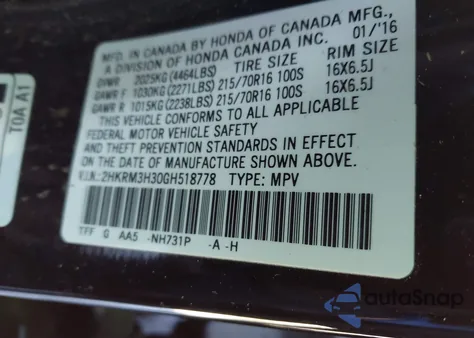 MFD. IN CANADA BY HONDA OF CANADA MFG.,
A DIVISION OF HONDA CANADA INC. 01/'16
TIRE SIZE RIM SIZE
GVWR 2025KG (4464LBS)
GAWR F 1030KG (2271LBS) 215/70R16 100S 16X6.5J
GAWR R 1015KG (2238LBS) 215/70R16 100S 16X6.5J
THIS VEHICLE CONFORMS TO ALL APPLICABLE
FEDERAL MOTOR VEHICLE SAFETY
AND THEFT PREVENTION STANDARDS IN EFFECT
ON THE DATE OF MANUFACTURE SHOWN ABOVE.
V.I.N.:2HKRM3H30GH518778 TYPE: MPV
TFF G AA5 -NH731P -A -H
TOA A1
autoSnap